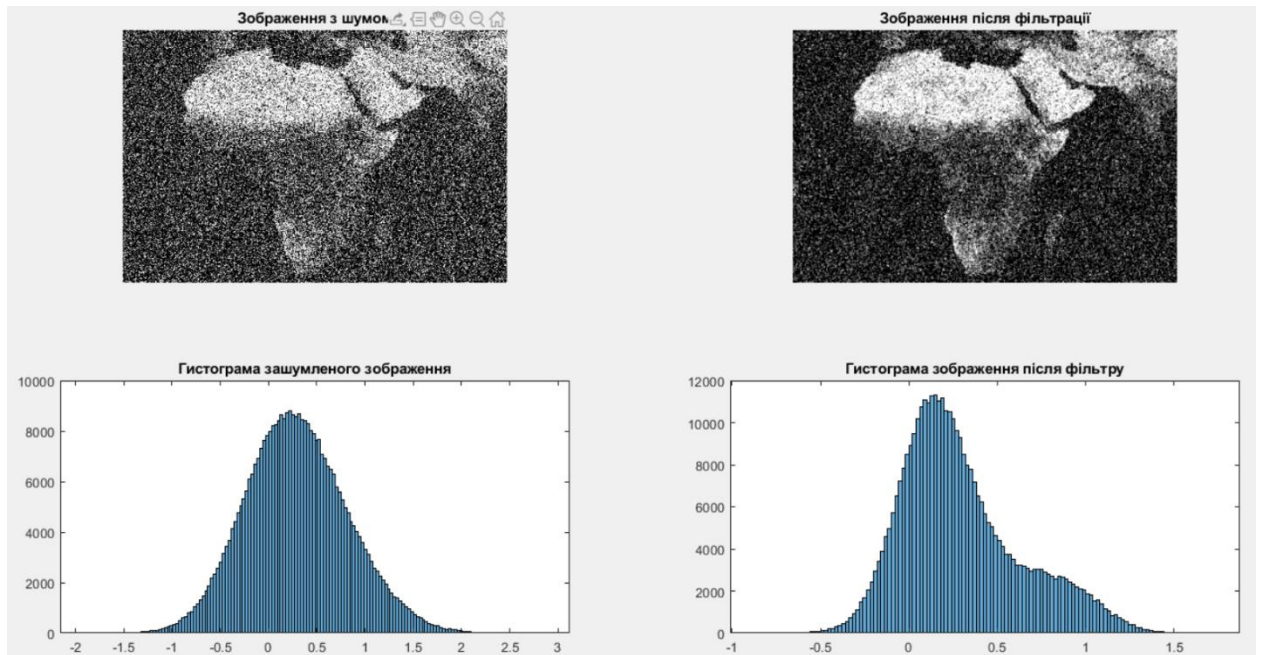 Зображення з шумом
Зображення після фільтрації
Гистограма зашумленого зображення
10000
8000
6000
4000
2000
0
-2 -1.5 -1 -0.5 0 0.5 1 1.5 2 2.5 3
Гистограма зображення після фільтру
12000
10000
8000
6000
4000
2000
0
-1 -0.5 0 0.5 1 1.5